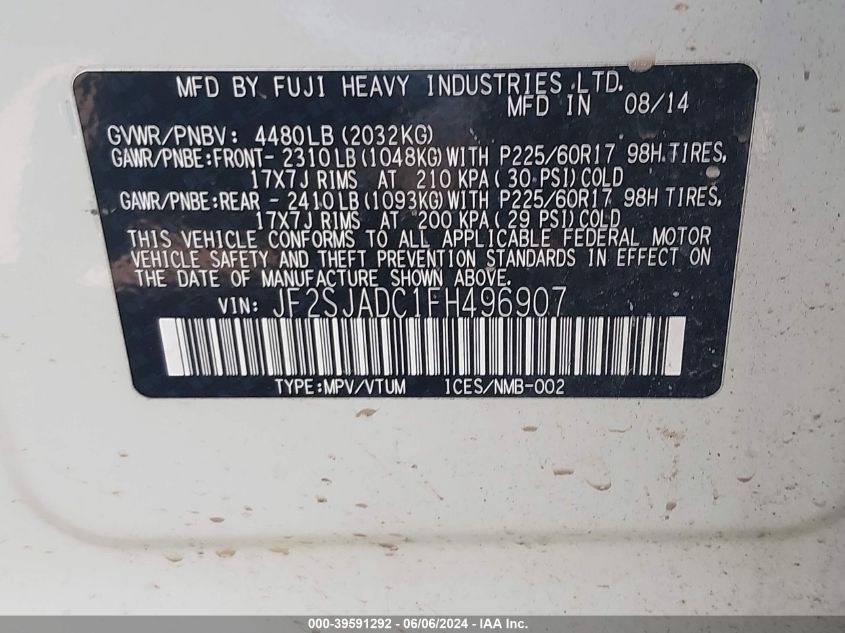 MFD BY FUJI HEAVY INDUSTRIES LTD.
MFD IN 08/14
GVWR/PNBV: 4480LB (2032KG)
GAWR/PNBE:FRONT- 2310LB (1048KG) WITH P225/60R17 98H TIRES,
17X7J RIMS AT 210 KPA ( 30 PSI) COLD
GAWR/PNBE:REAR - 2410LB (1093KG) WITH P225/60R17 98H TIRES,
17X7J RIMS AT 200 KPA ( 29 PSI) COLD
THIS VEHICLE CONFORMS TO ALL APPLICABLE FEDERAL MOTOR
VEHICLE SAFETY AND THEFT PREVENTION STANDARDS IN EFFECT ON
THE DATE OF MANUFACTURE SHOWN ABOVE.
VIN: JF2SJADC1FH496907
TYPE:MPV/VTUM ICES/NMB-002
000-39591292 - 06/06/2024 - IAA Inc.